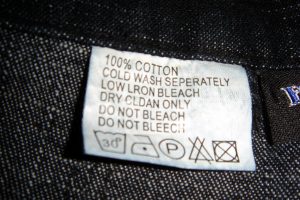 100% COTTON
COLD WASH SEPERATELY
LOW LRON BLEACH
DRY CLDAN ONLY
DO NOT BLEACH
DO NOT BLEECH
30° P